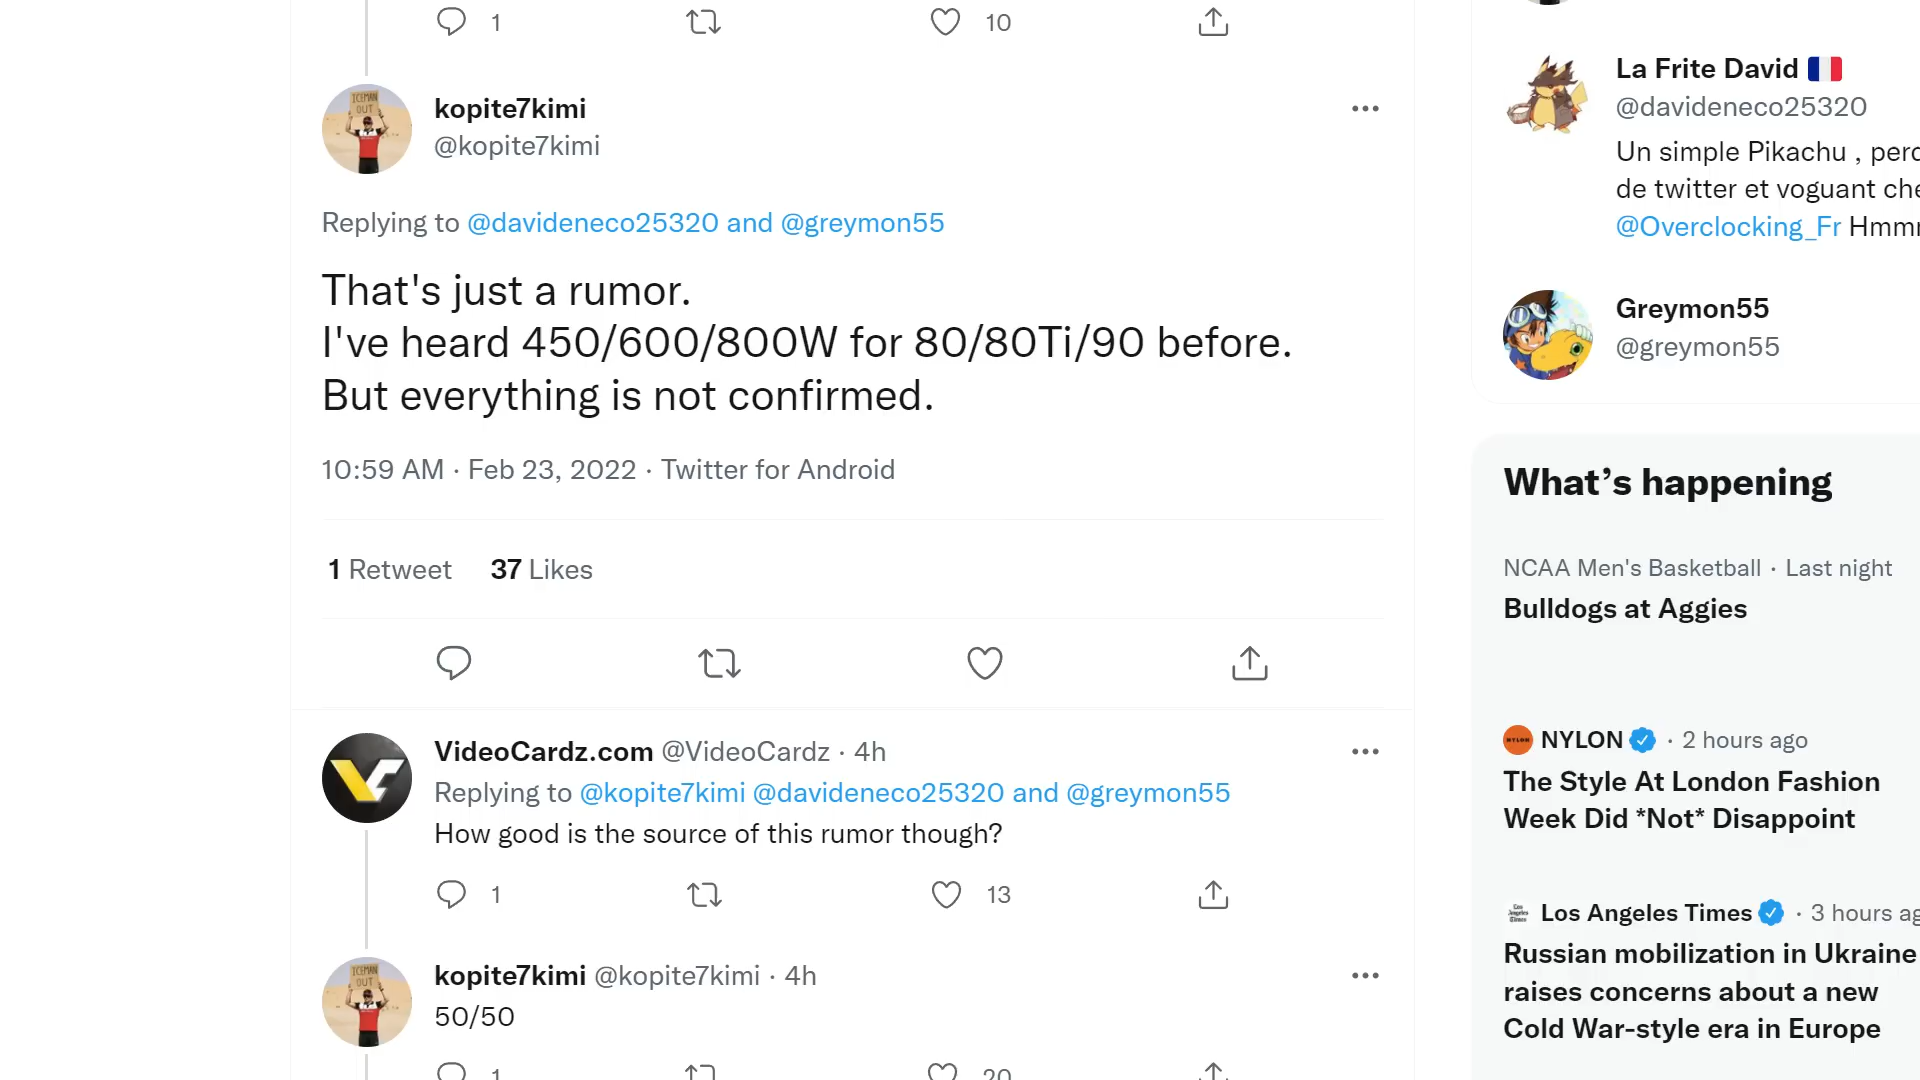 1
10
kopite7kimi
@kopite7kimi
Replying to @davideneco25320 and @greymon55
That's just a rumor.
I've heard 450/600/800W for 80/80Ti/90 before.
But everything is not confirmed.
10:59 AM · Feb 23, 2022 · Twitter for Android
1 Retweet 37 Likes
VideoCardz.com @VideoCardz · 4h
Replying to @kopite7kimi @davideneco25320 and @greymon55
How good is the source of this rumor though?
1
13
kopite7kimi @kopite7kimi · 4h
50/50
1
20
ICEMAN
OUT
La Frite David
@davideneco25320
Un simple Pikachu , perd
de twitter et voguant che
@Overclocking_Fr Hmmm
Greymon55
@greymon55
What’s happening
NCAA Men's Basketball · Last night
Bulldogs at Aggies
NYLON · 2 hours ago
The Style At London Fashion
Week Did *Not* Disappoint
Los Angeles Times · 3 hours ag
Russian mobilization in Ukraine
raises concerns about a new
Cold War-style era in Europe